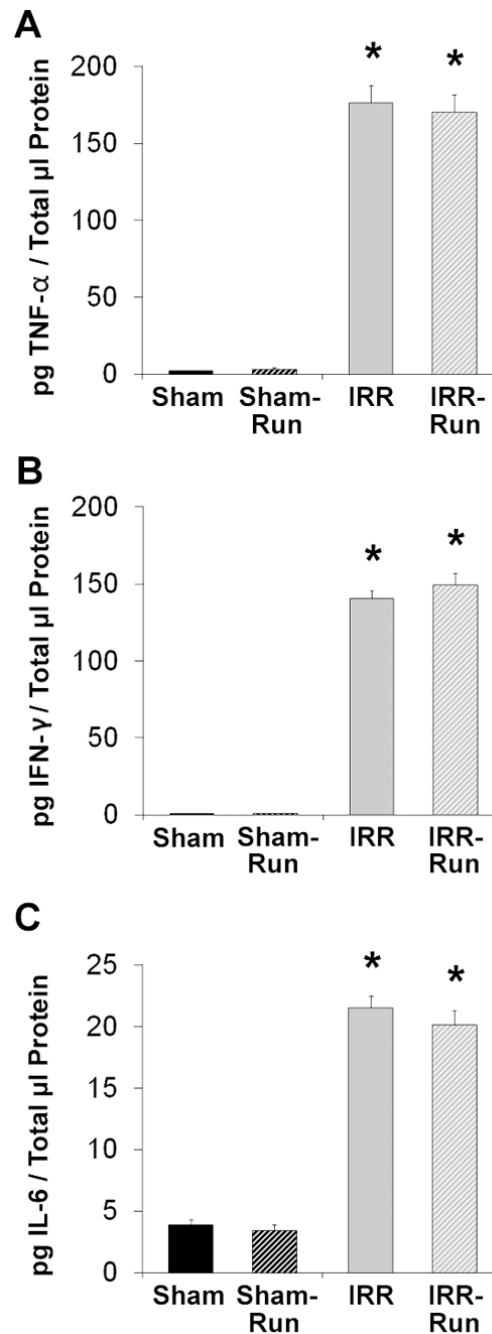 A
pg TNF-α / Total µl Protein
200
150
100
50
0
* *
Sham Sham-Run IRR IRR-Run
B
pg IFN-γ / Total µl Protein
200
150
100
50
0
* *
Sham Sham-Run IRR IRR-Run
C
pg IL-6 / Total µl Protein
25
20
15
10
5
0
* *
Sham Sham-Run IRR IRR-Run